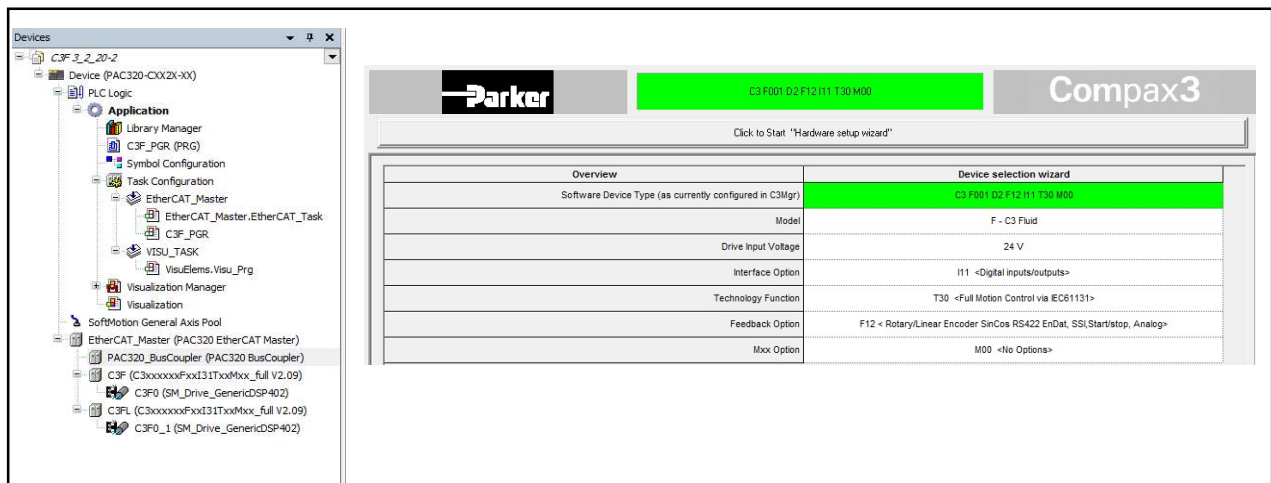 Devices
C3F 3_2_20-2
Device (PAC320-CXX2X-XX)
PLC Logic
Application
Library Manager
C3F_PGR (PRG)
Symbol Configuration
Task Configuration
EtherCAT_Master
EtherCAT_Master.EtherCAT_Task
C3F_PGR
VISU_TASK
VisuElems.Visu_Prg
Visualization Manager
Visualization
SoftMotion General Axis Pool
EtherCAT_Master (PAC320 EtherCAT Master)
PAC320_BusCoupler (PAC320 BusCoupler)
C3F (C3xxxxxxFxxI31TxxMxx_full V2.09)
C3F0 (SM_Drive_GenericDSP402)
C3FL (C3xxxxxxFxxI31TxxMxx_full V2.09)
C3F0_1 (SM_Drive_GenericDSP402)
Parker
C3 F001 D2 F12 I11 T30 M00
Compax3
Click to Start "Hardware setup wizard"
Overview Device selection wizard
Software Device Type (as currently configured in C3Mgr) C3 F001 D2 F12 I11 T30 M00
Model F - C3 Fluid
Drive Input Voltage 24 V
Interface Option I11 <Digital inputs/outputs>
Technology Function T30 <Full Motion Control via IEC61131>
Feedback Option F12 < Rotary/Linear Encoder SinCos RS422 EnDat, SSI,Start/stop, Analog>
Mxx Option M00 <No Options>